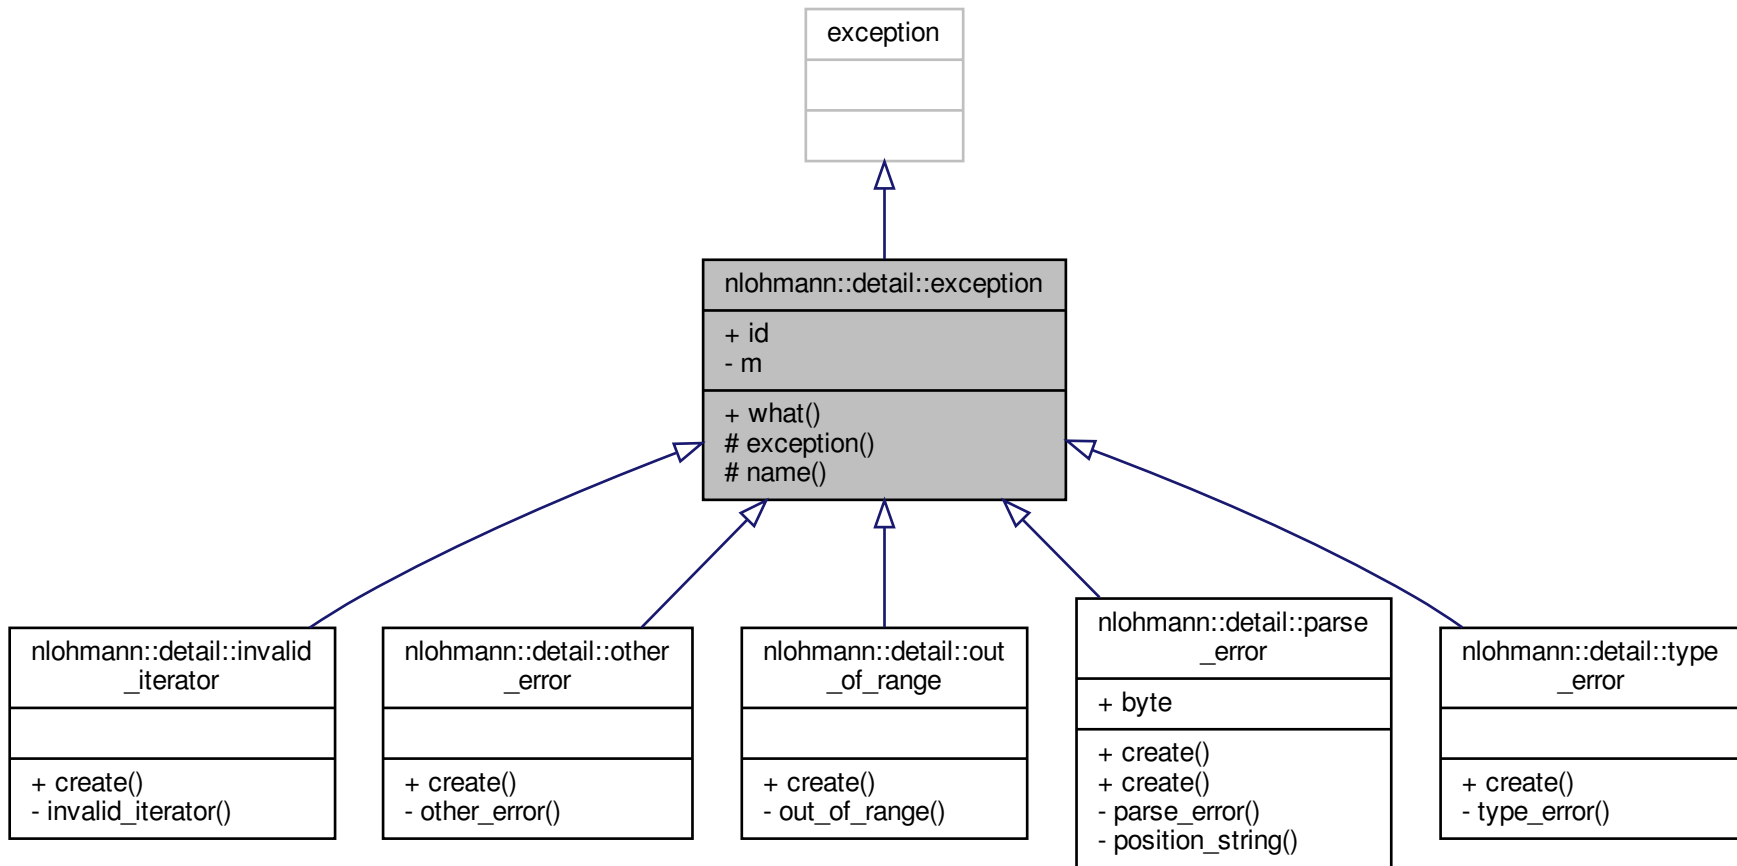 exception
nlohmann::detail::exception
+ id
- m
+ what()
# exception()
# name()
nlohmann::detail::invalid
_iterator
+ create()
- invalid_iterator()
nlohmann::detail::other
_error
+ create()
- other_error()
nlohmann::detail::out
_of_range
+ create()
- out_of_range()
nlohmann::detail::parse
_error
+ byte
+ create()
+ create()
- parse_error()
- position_string()
nlohmann::detail::type
_error
+ create()
- type_error()